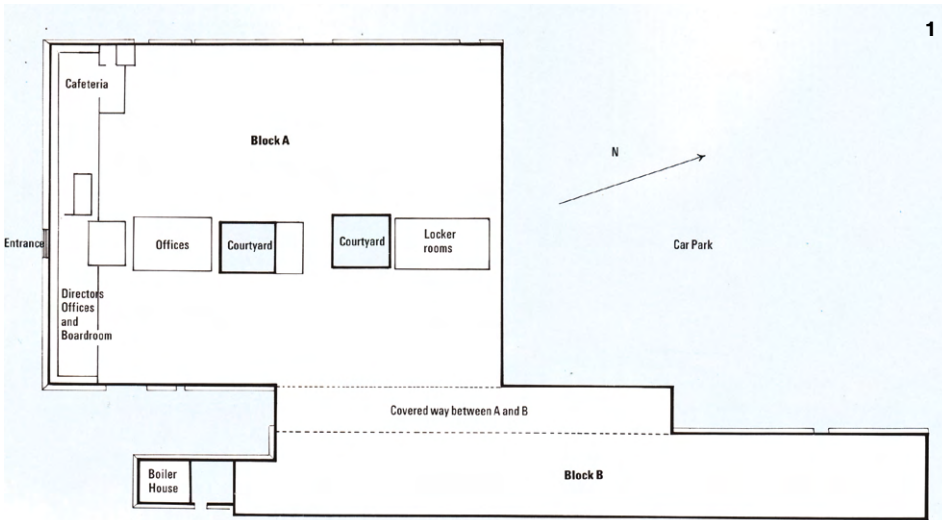 1
Cafeteria
Block A
N
Entrance
Offices
Courtyard
Courtyard
Locker
rooms
Car Park
Directors
Offices
and
Boardroom
Covered way between A and B
Boiler
House
Block B